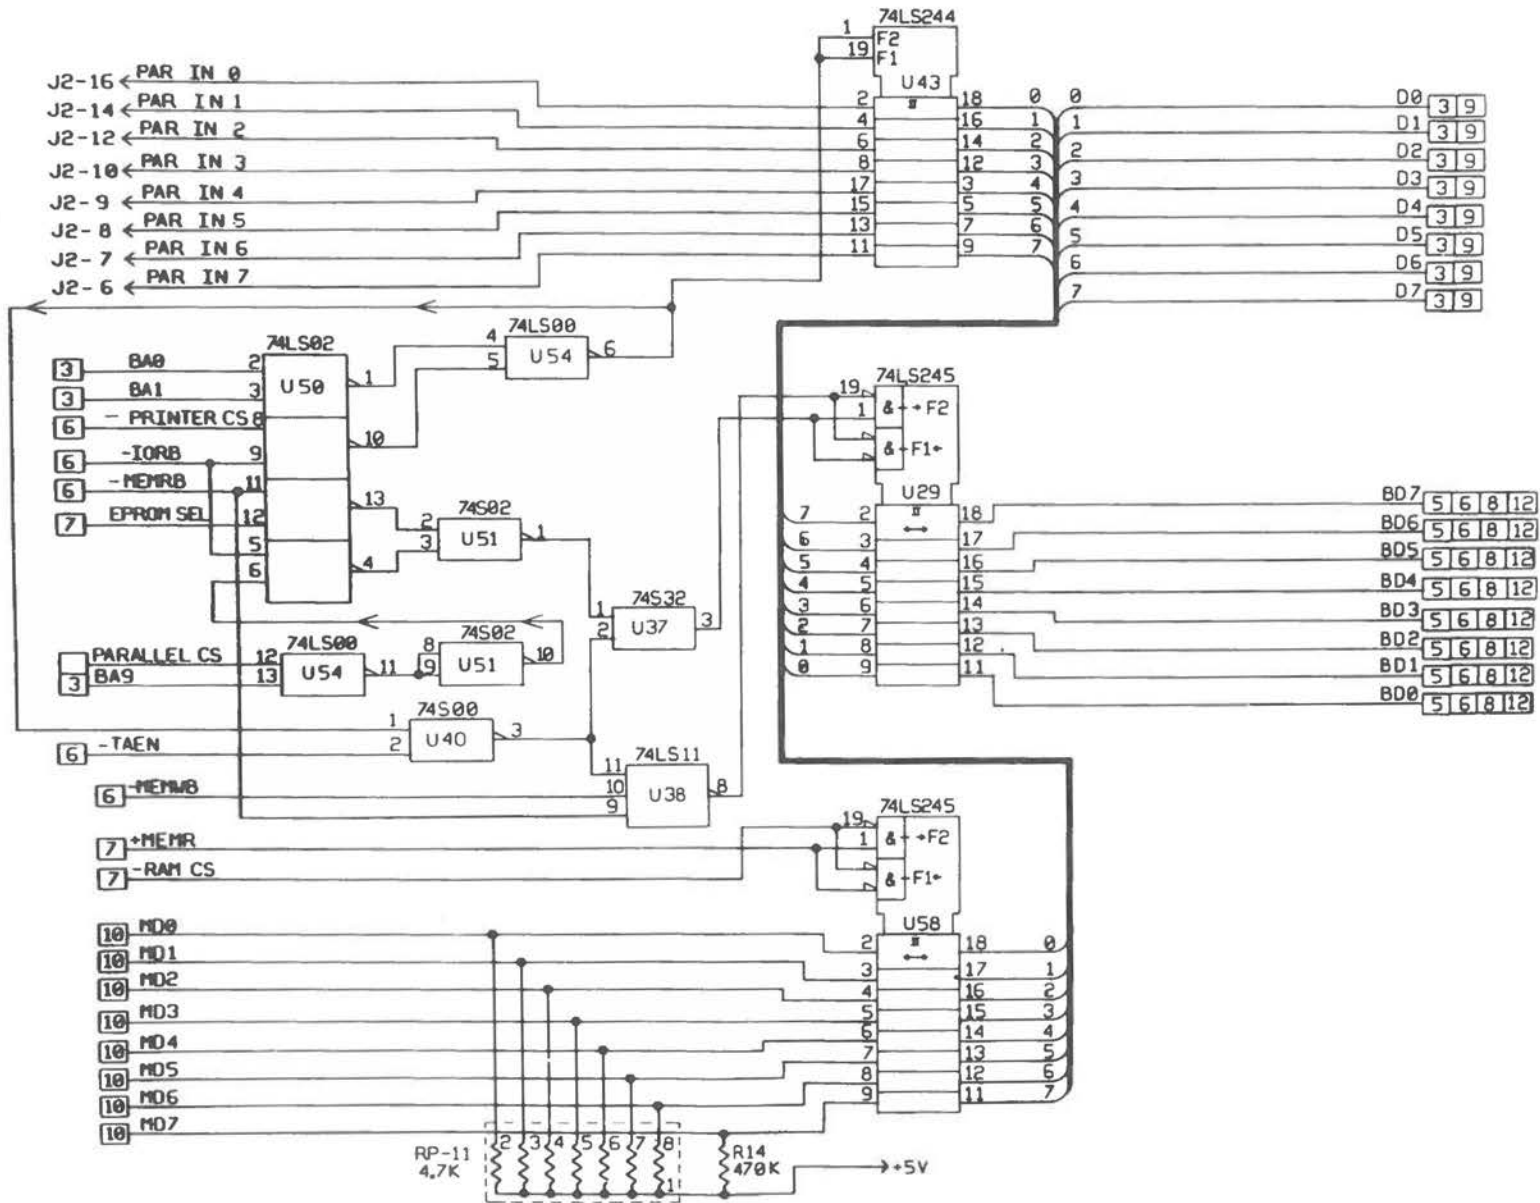 74LS244
1 F2
19 F1
U43
J2-16 PAR IN 0 2 18 0 0 D0 3 9
J2-14 PAR IN 1 4 16 1 1 D1 3 9
J2-12 PAR IN 2 6 14 2 2 D2 3 9
J2-10 PAR IN 3 8 12 3 3 D3 3 9
J2-9 PAR IN 4 17 3 4 4 D4 3 9
J2-8 PAR IN 5 15 5 5 5 D5 3 9
J2-7 PAR IN 6 13 7 6 6 D6 3 9
J2-6 PAR IN 7 11 9 7 7 D7 3 9
74LS02
U50
74LS00
4 5 U54 6
3 BA0 2 1
3 BA1 3
6 - PRINTER CS 8 10
6 -IORB 9
6 -MEMRB 11 13
7 EPROM SEL 12
5 4
6
74S02
2 3 U51 1
74S32
1 2 U37 3
PARALLEL CS 12
3 BA9 13
74LS00
U54 11
74S02
8 9 U51 10
74S00
1 2 U40 3
6 -TAEN
74LS11
11 10 9 U38 8
6 -MEMWB
7 +MEMR
7 -RAM CS
74LS245
19 & F2
1
& F1
U29
7 2 18 BD7 5 6 8 12
6 3 17 BD6 5 6 8 12
5 4 16 BD5 5 6 8 12
4 5 15 BD4 5 6 8 12
3 6 14 BD3 5 6 8 12
2 7 13 BD2 5 6 8 12
1 8 12 BD1 5 6 8 12
0 9 11 BD0 5 6 8 12
74LS245
19 & F2
1
& F1
U58
10 MD0 2 18 0
10 MD1 3 17 1
10 MD2 4 16 2
10 MD3 5 15 3
10 MD4 6 14 4
10 MD5 7 13 5
10 MD6 8 12 6
10 MD7 9 11 7
RP-11
4.7K
2 3 4 5 6 7 8
1
R14
470K
+5V